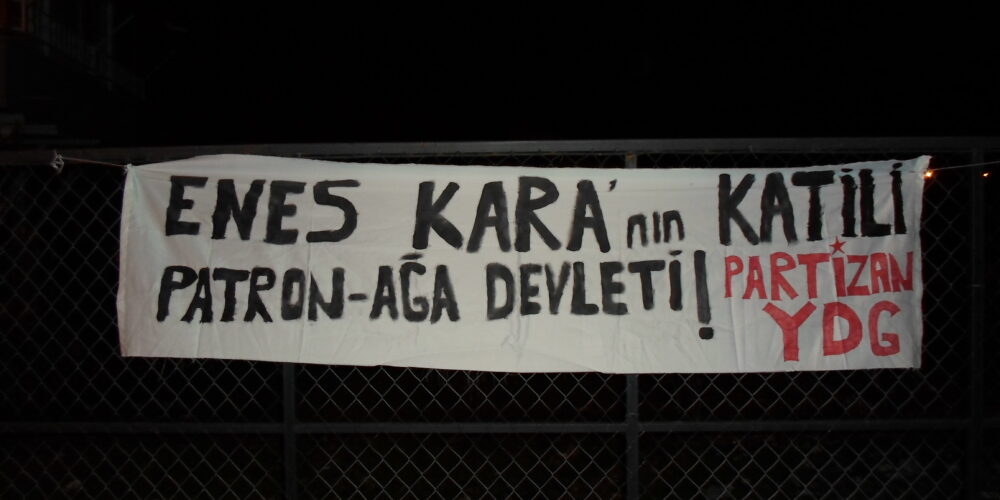 ENES KARA'nın KATİLİ
PATRON-AĞA DEVLETİ!
PARTİZAN
YDG